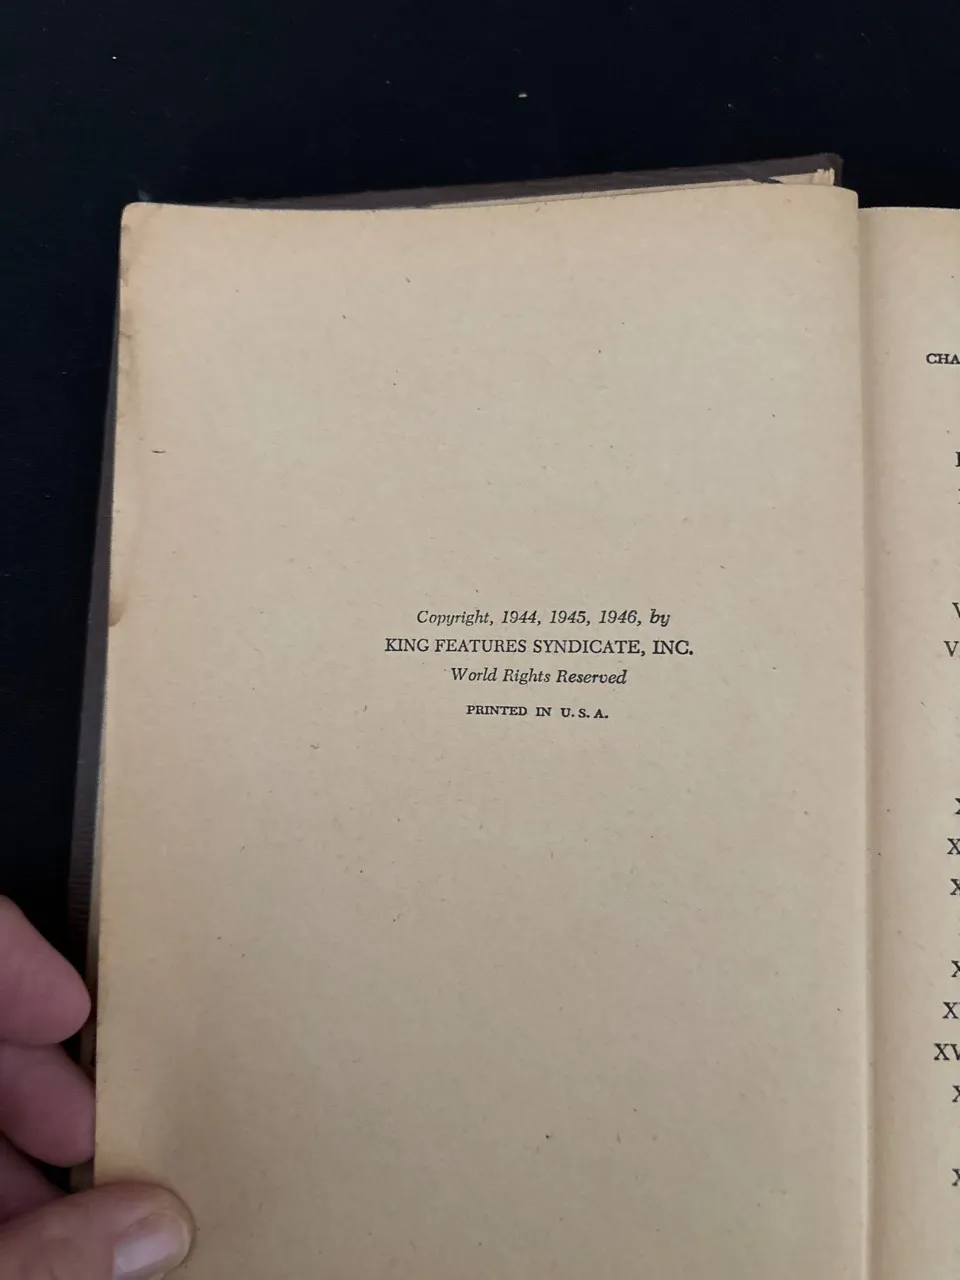 Copyright, 1944, 1945, 1946, by
KING FEATURES SYNDICATE, INC.
World Rights Reserved
PRINTED IN U. S. A.